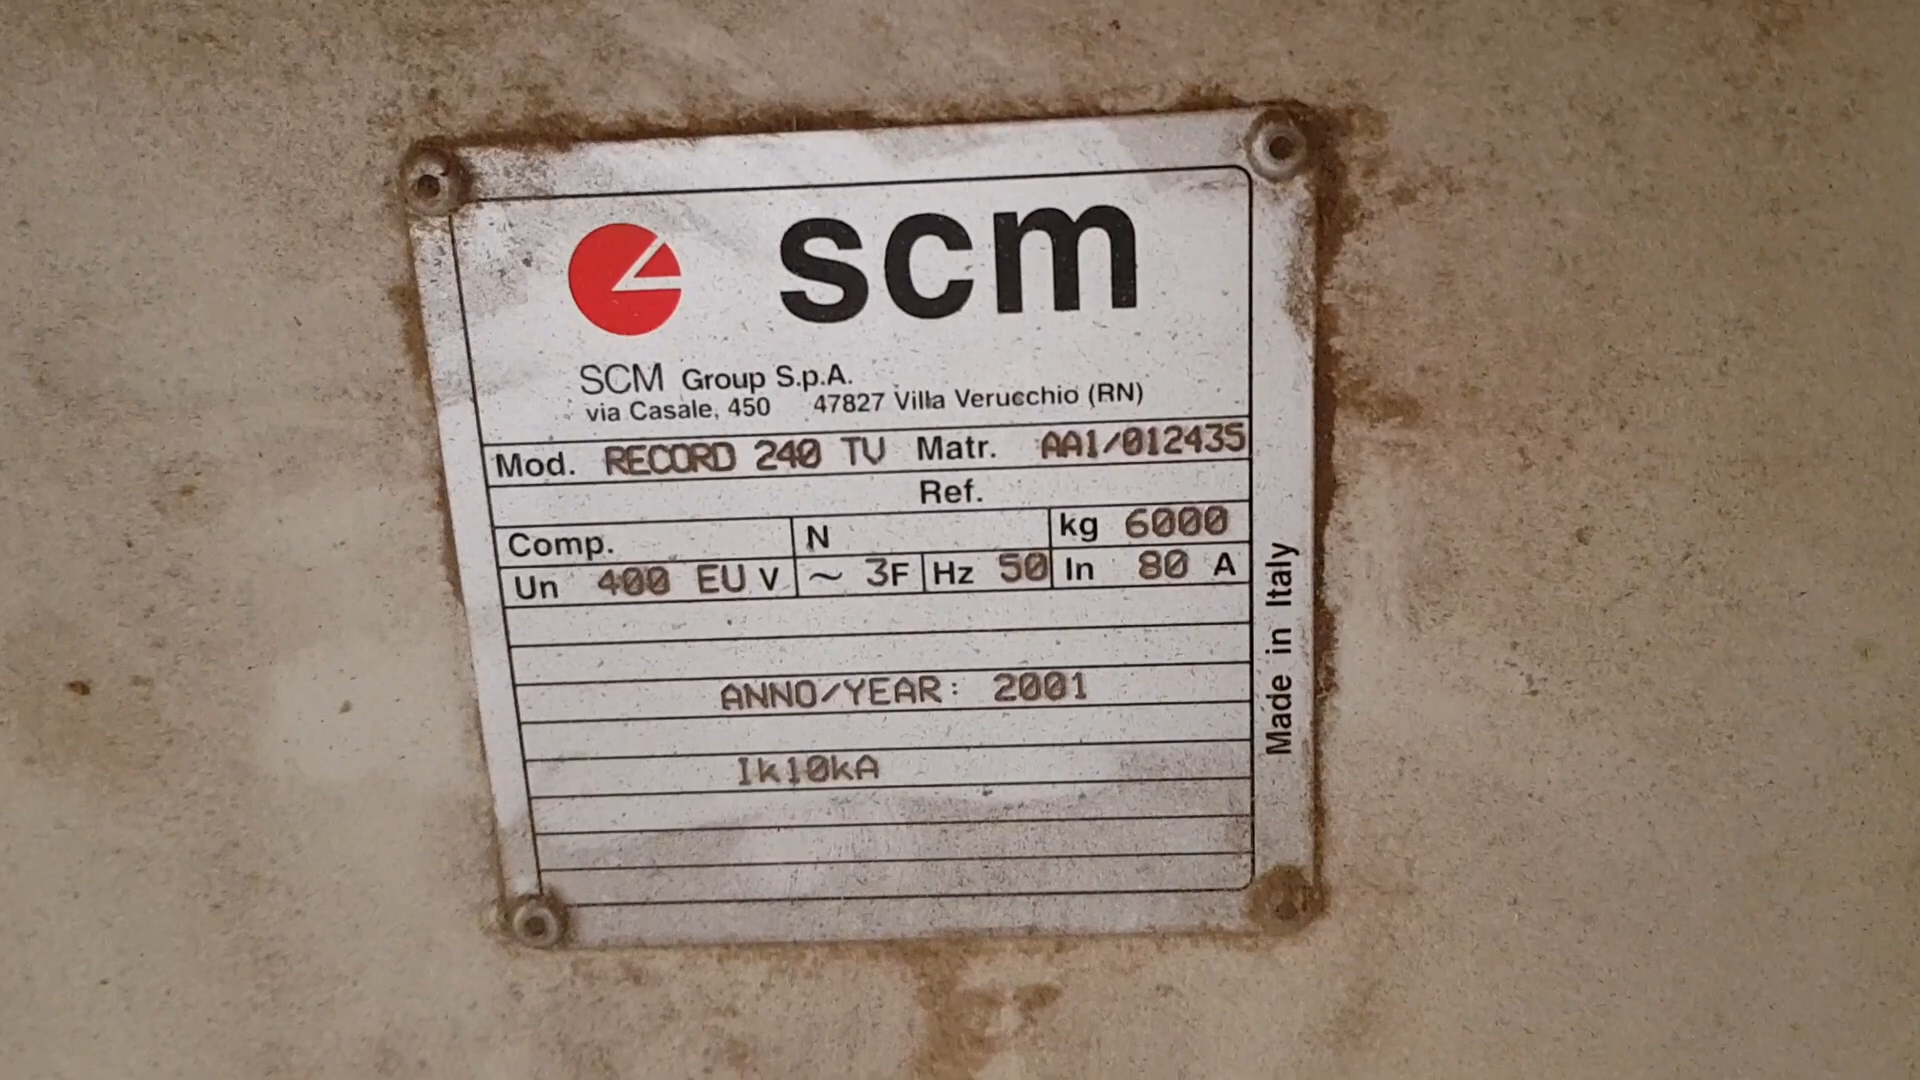 scm
SCM Group S.p.A.
via Casale, 450 47827 Villa Verucchio (RN)
Mod. RECORD 240 TV Matr. AA1/012435
Ref.
Comp. N kg 6000
Un 400 EU V ~ 3F Hz 50 In 80 A
ANNO/YEAR: 2001
Ik10kA
Made in Italy